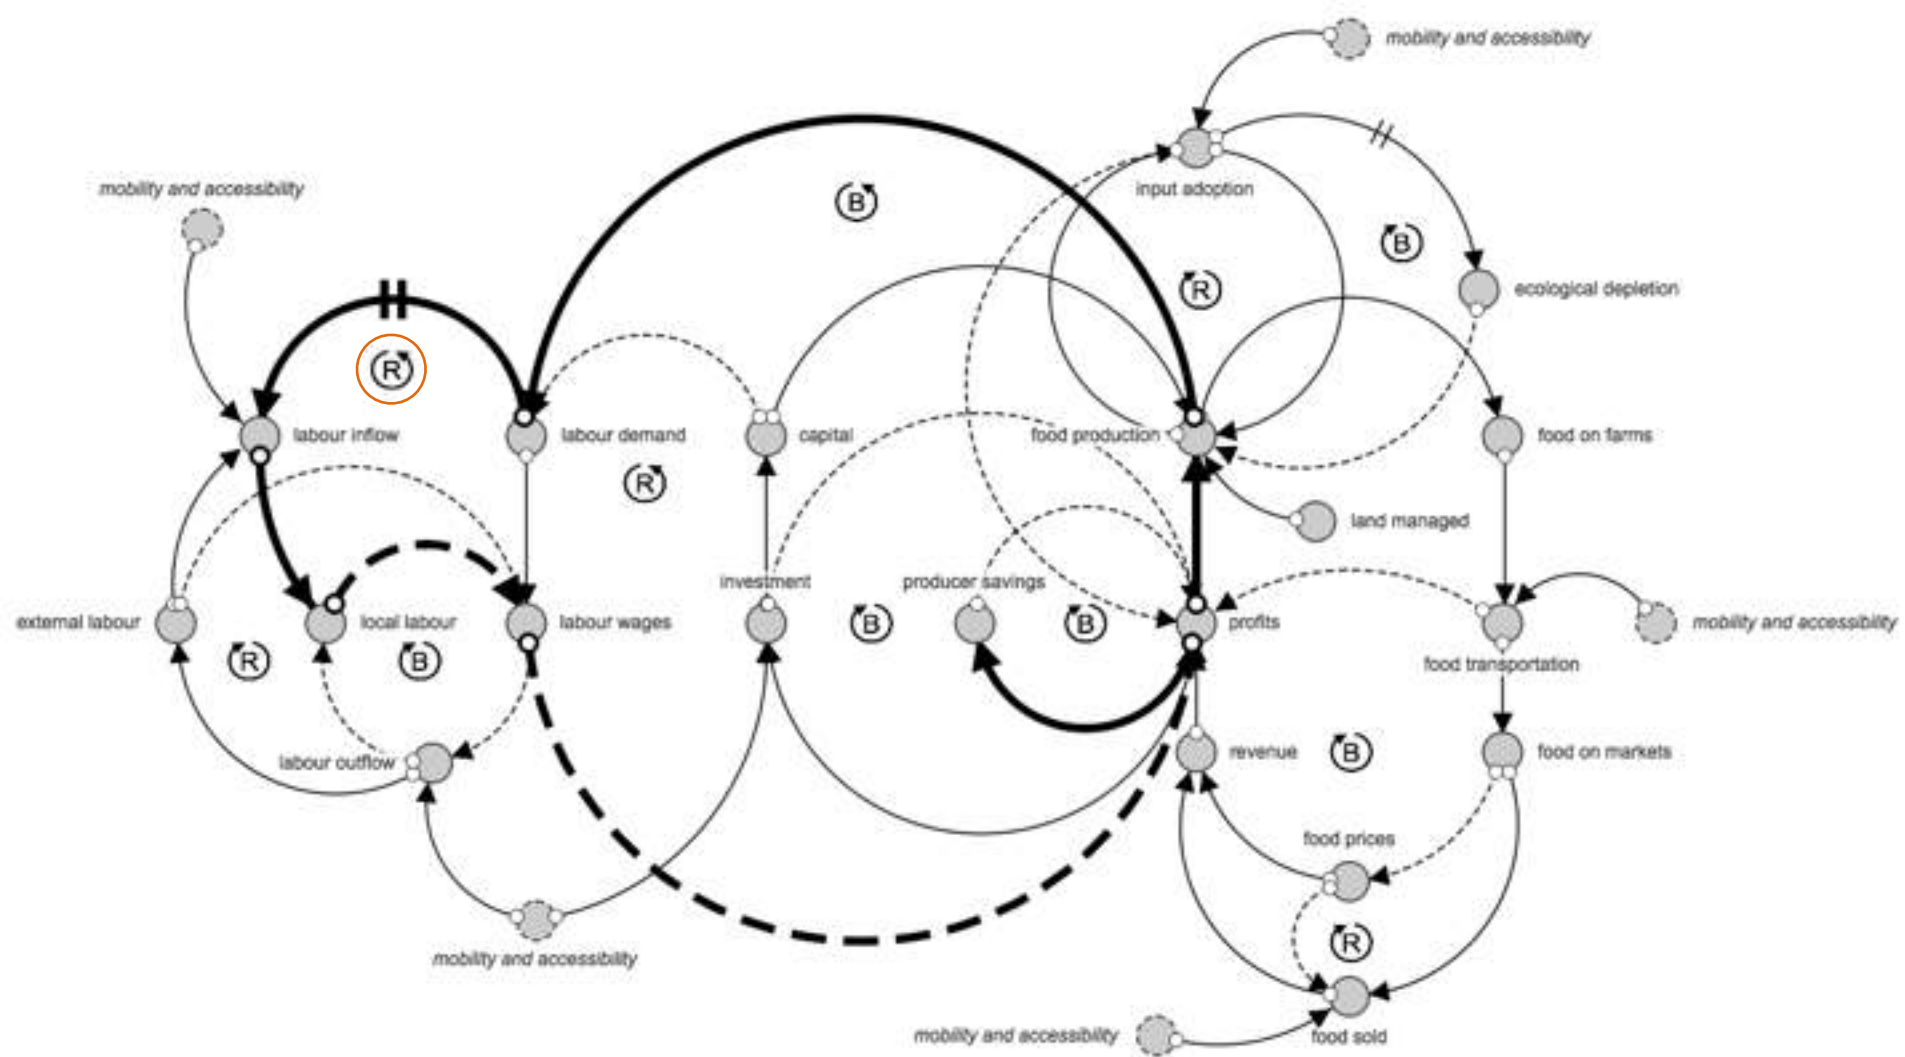 mobility and accessibility
input adoption
mobility and accessibility
B
B
R
ecological depletion
R
labour inflow
labour demand
capital
food production
food on farms
R
land managed
investment
producer savings
external labour
local labour
labour wages
B
B
profits
mobility and accessibility
R
B
food transportation
labour outflow
revenue
B
food on markets
food prices
R
mobility and accessibility
mobility and accessibility
food sold